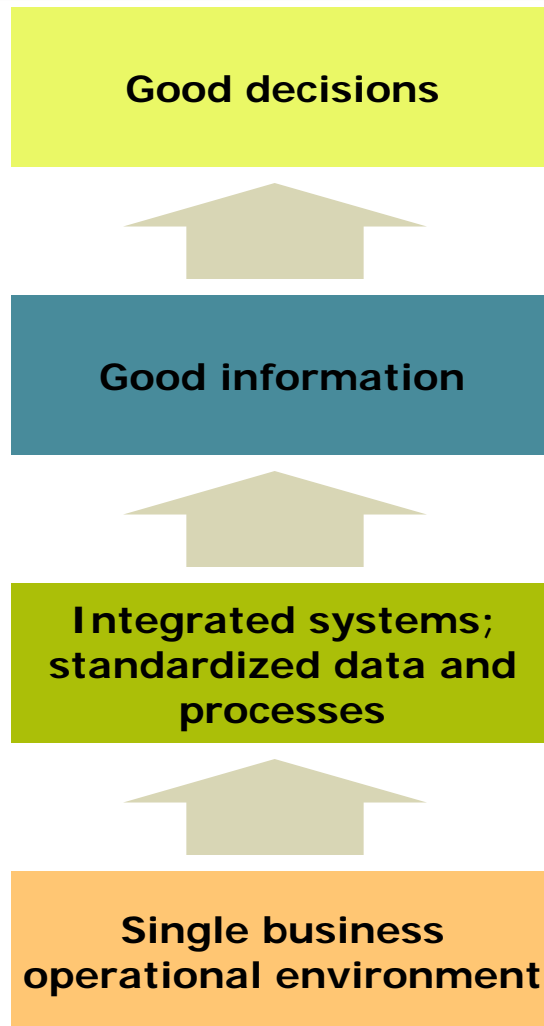 Good decisions
Good information
Integrated systems;
standardized data and
processes
Single business
operational environment